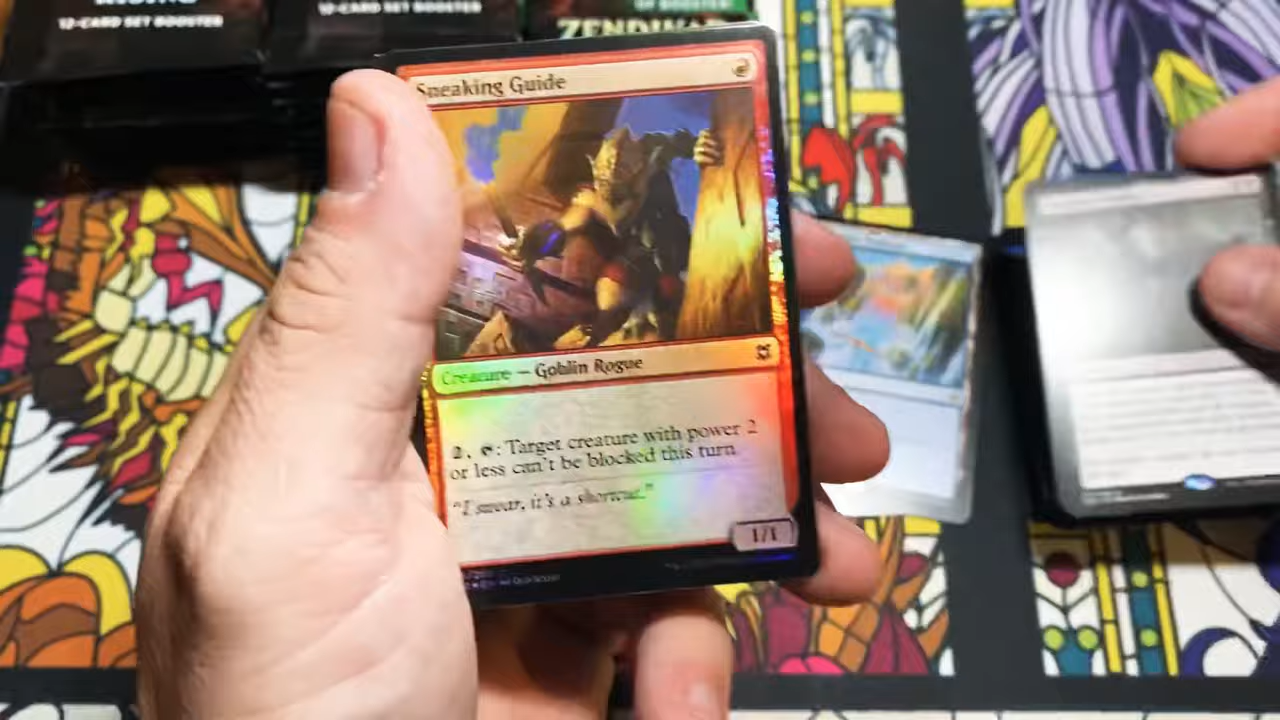 12-CARD SET BOOSTER
12-CARD SET BOOSTER
ZENDIKAR
Sneaking Guide
Creature — Goblin Rogue
2, : Target creature with power 2
or less can't be blocked this turn.
"I swear, it's a shortcut."
1/1